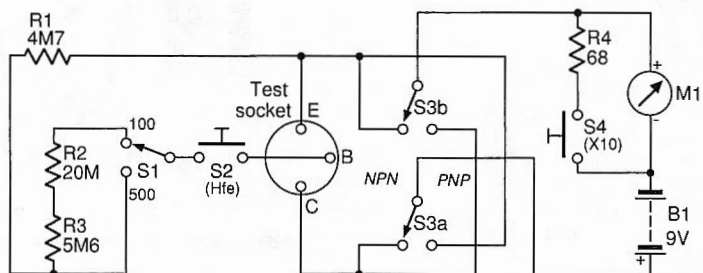 R1
4M7
R4
68
+
M1
-
Test
socket
E
S3b
100
S1
500
R2
20M
S2
(Hfe)
B
S4
(X10)
NPN
PNP
C
S3a
R3
5M6
-
B1
9V
+